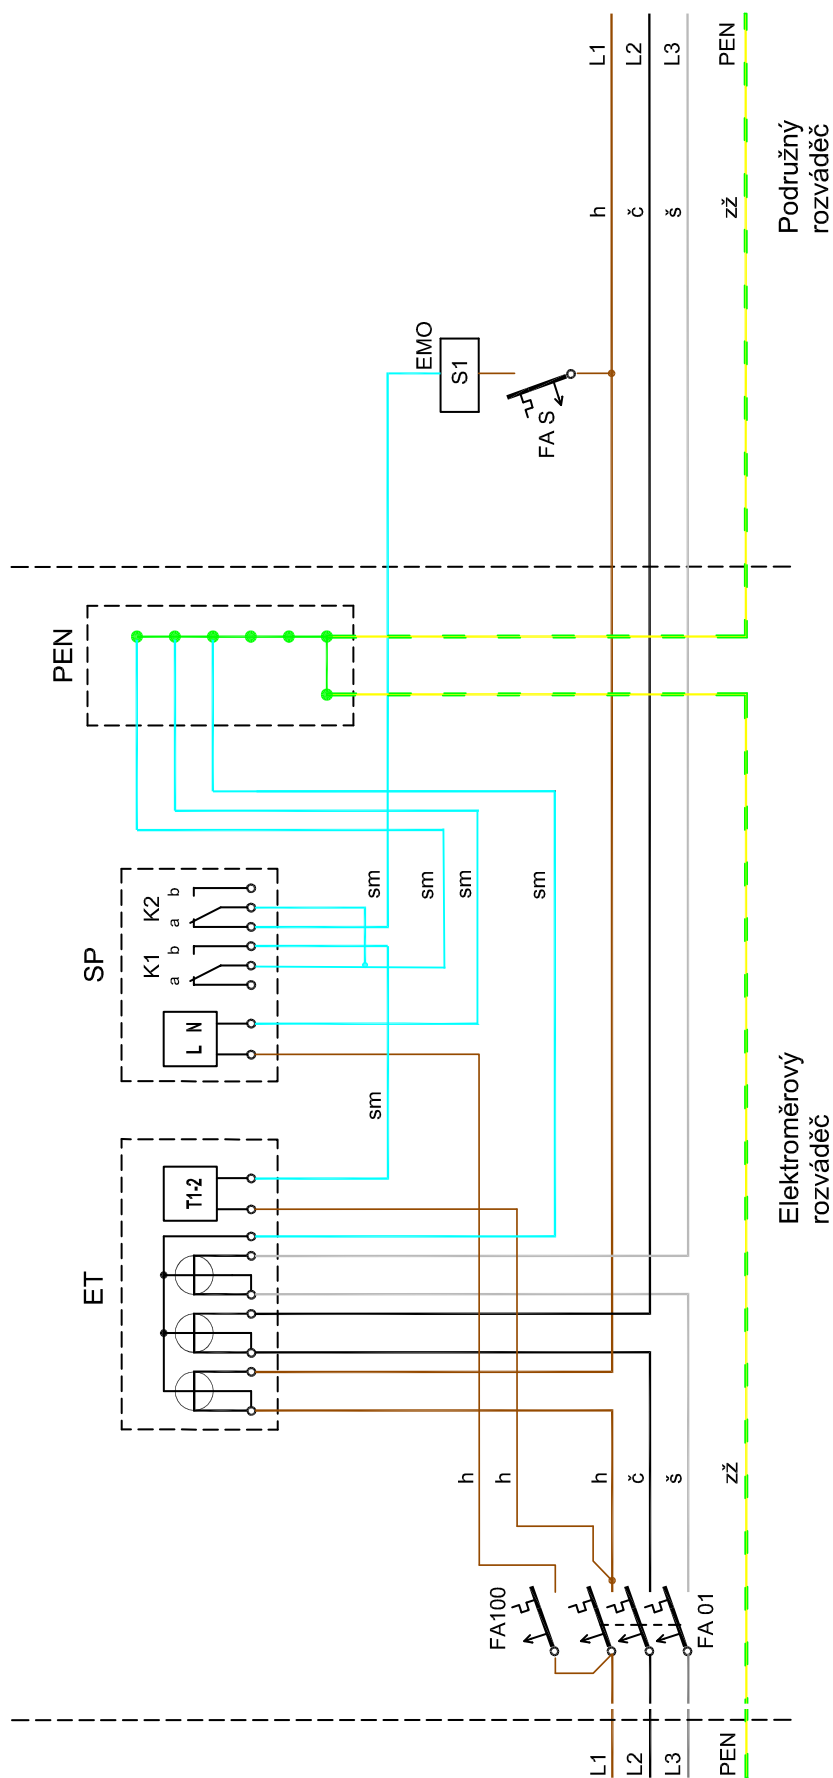 PEN
SP
ET
K1
a
b
K2
a
b
L N
T1-2
EMO
S1
FA S
sm
sm
sm
sm
sm
h
h
FA100
FA 01
L1
h
h
L1
L2
č
č
L2
L3
š
š
L3
PEN
zž
zž
PEN
Elektroměrový
rozváděč
Podružný
rozváděč